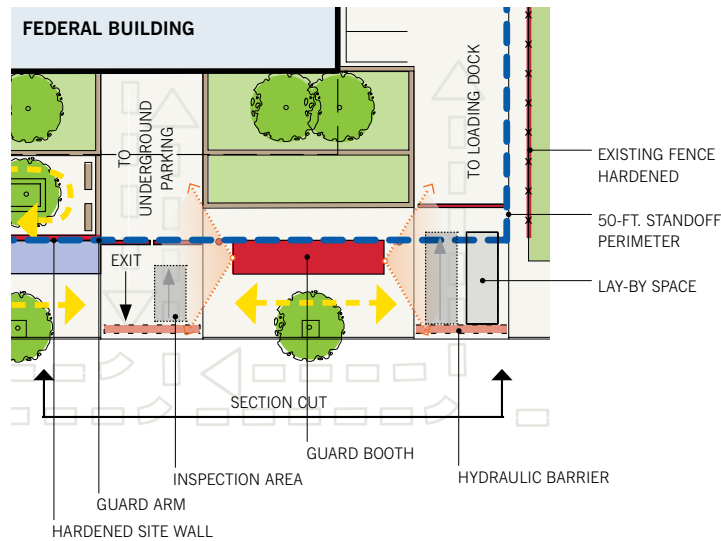 FEDERAL BUILDING
TO
UNDERGROUND
PARKING
TO LOADING DOCK
EXISTING FENCE
HARDENED
50-FT. STANDOFF
PERIMETER
LAY-BY SPACE
EXIT
SECTION CUT
GUARD BOOTH
HYDRAULIC BARRIER
INSPECTION AREA
GUARD ARM
HARDENED SITE WALL